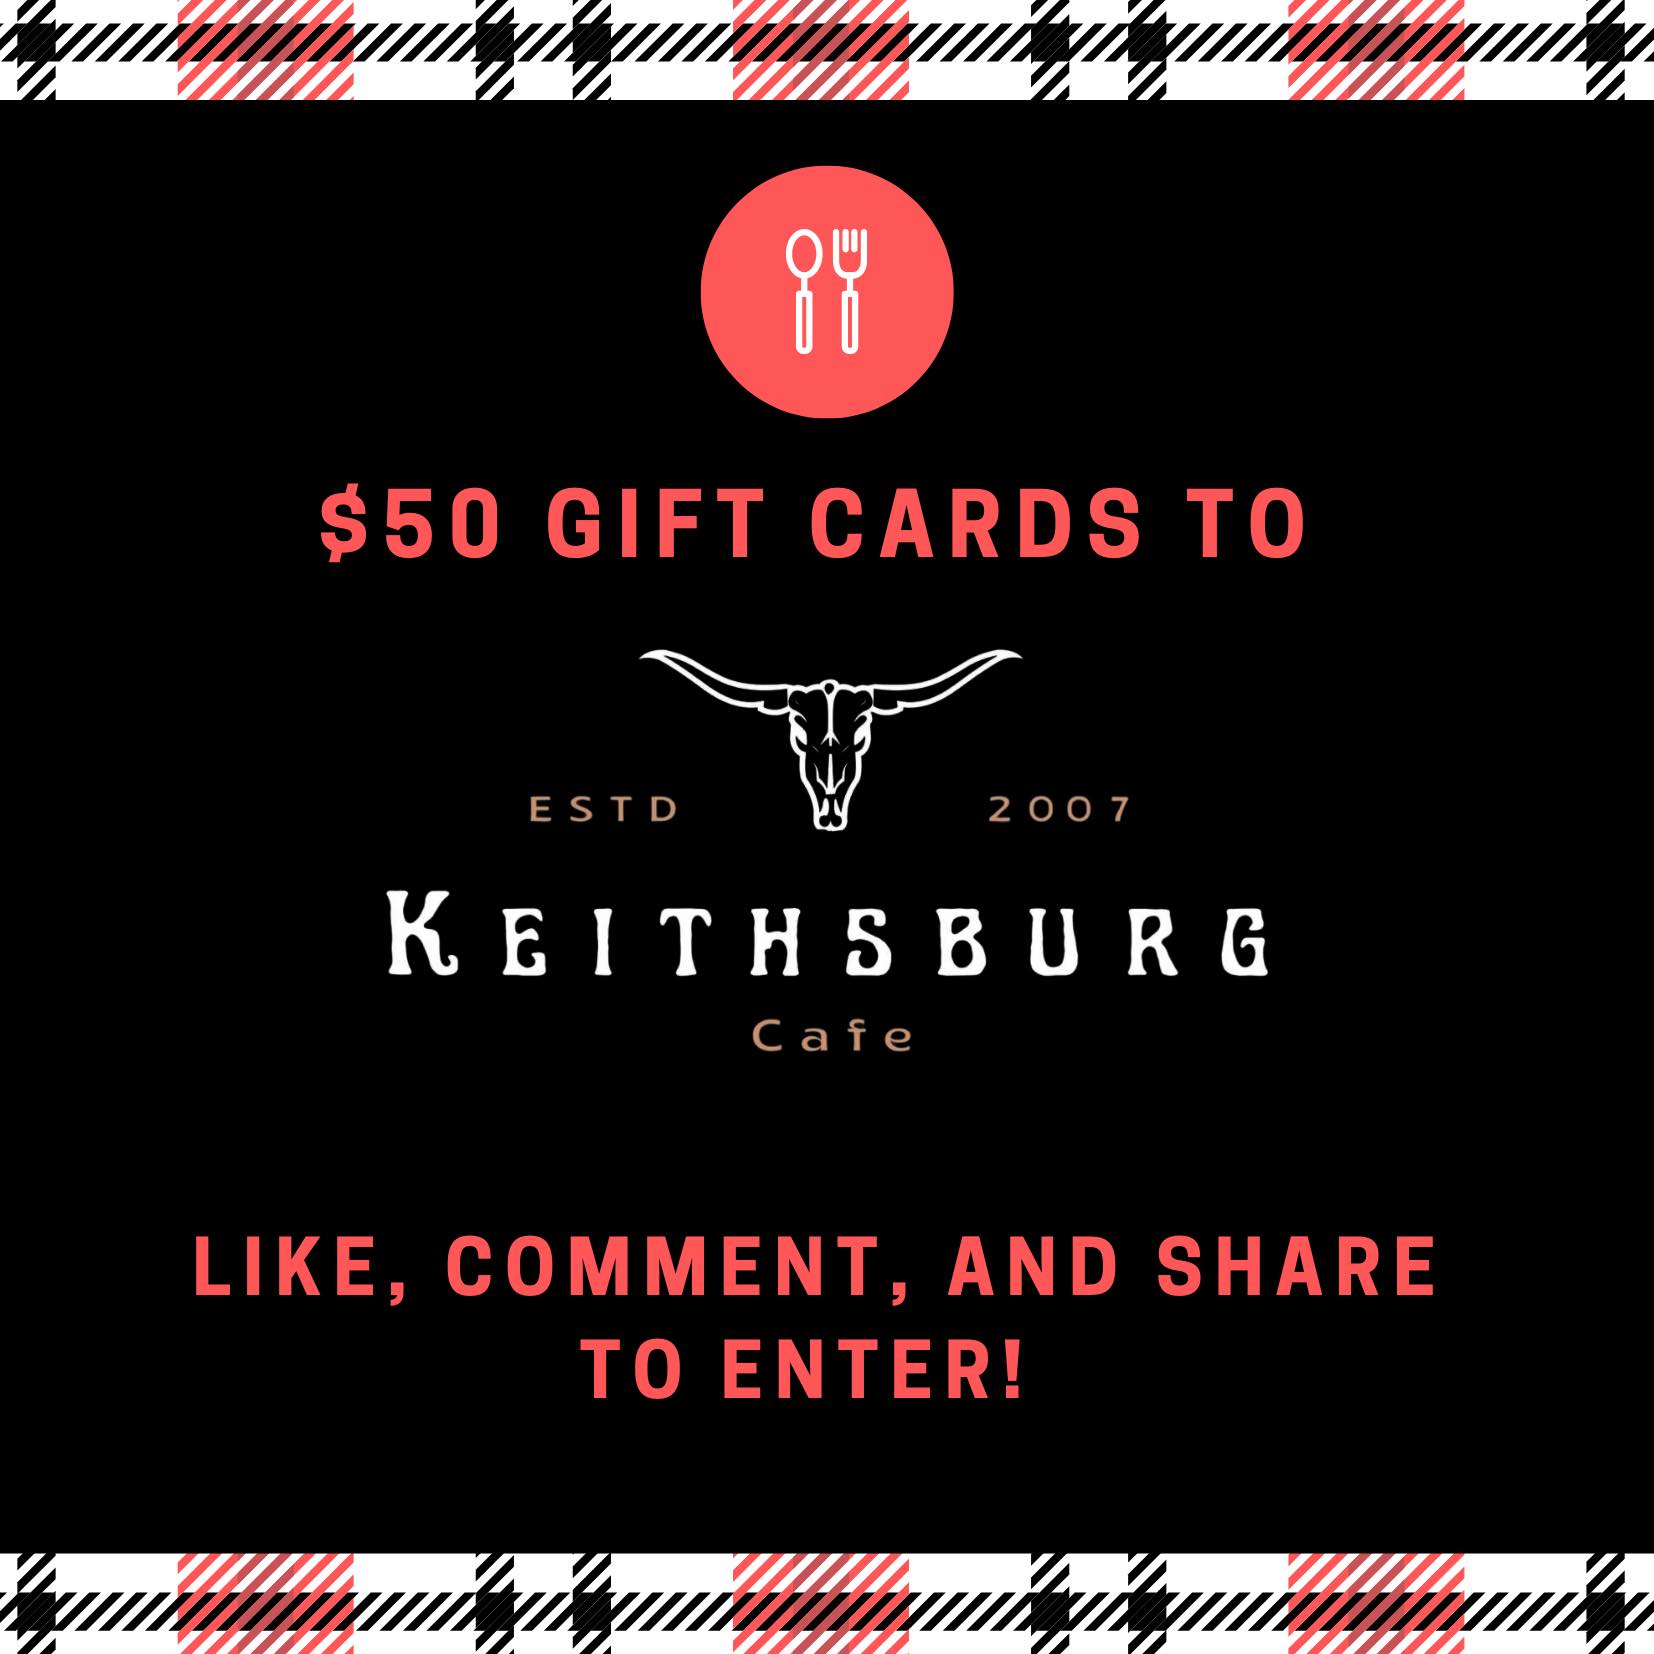 $50 GIFT CARDS TO
ESTD 2007
KEITHSBURG
Cafe
LIKE, COMMENT, AND SHARE
TO ENTER!